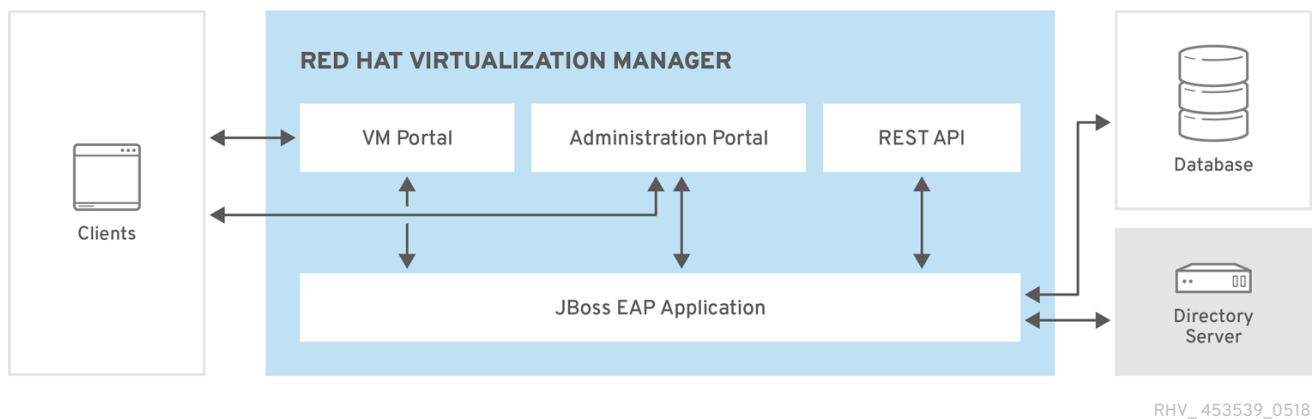 RED HAT VIRTUALIZATION MANAGER
VM Portal
Administration Portal
REST API
Clients
JBoss EAP Application
Database
Directory
Server
RHV_453539_0518